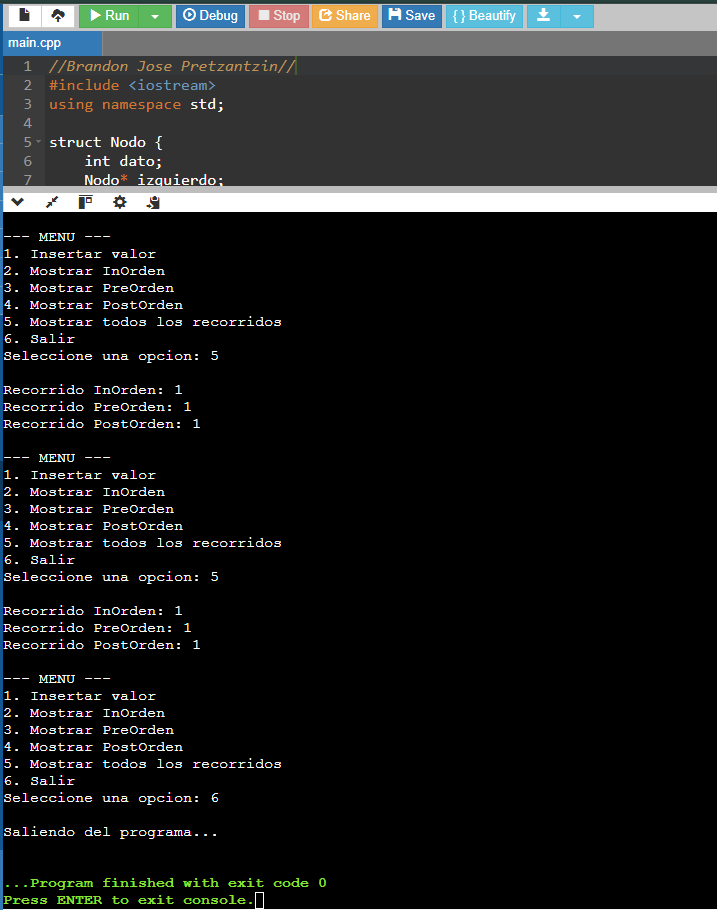 Run Debug Stop Share Save { } Beautify
main.cpp
1 //Brandon Jose Pretzantzin//
2 #include <iostream>
3 using namespace std;
4
5 struct Nodo {
6     int dato;
7     Nodo* izquierdo;
--- MENU ---
1. Insertar valor
2. Mostrar InOrden
3. Mostrar PreOrden
4. Mostrar PostOrden
5. Mostrar todos los recorridos
6. Salir
Seleccione una opcion: 5
Recorrido InOrden: 1
Recorrido PreOrden: 1
Recorrido PostOrden: 1
--- MENU ---
1. Insertar valor
2. Mostrar InOrden
3. Mostrar PreOrden
4. Mostrar PostOrden
5. Mostrar todos los recorridos
6. Salir
Seleccione una opcion: 5
Recorrido InOrden: 1
Recorrido PreOrden: 1
Recorrido PostOrden: 1
--- MENU ---
1. Insertar valor
2. Mostrar InOrden
3. Mostrar PreOrden
4. Mostrar PostOrden
5. Mostrar todos los recorridos
6. Salir
Seleccione una opcion: 6
Saliendo del programa...
...Program finished with exit code 0
Press ENTER to exit console.